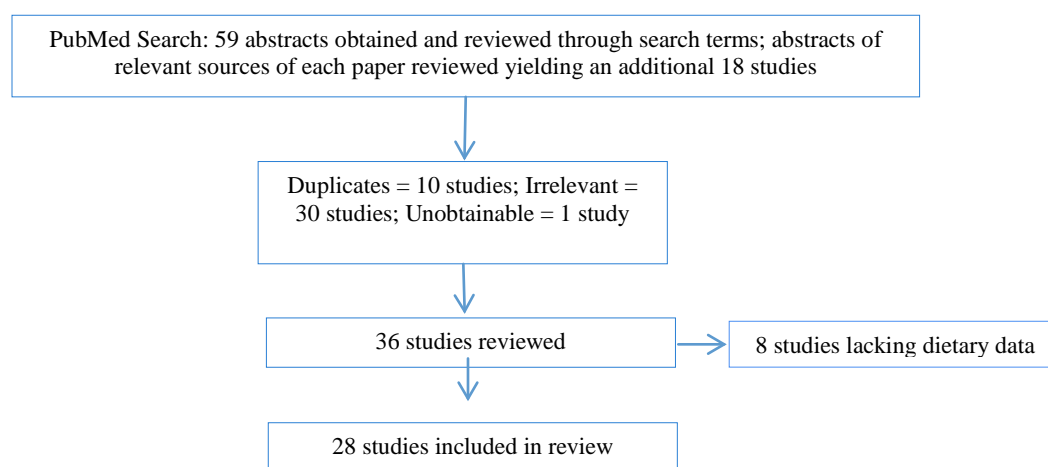 PubMed Search: 59 abstracts obtained and reviewed through search terms; abstracts of
relevant sources of each paper reviewed yielding an additional 18 studies
Duplicates = 10 studies; Irrelevant =
30 studies; Unobtainable = 1 study
36 studies reviewed
8 studies lacking dietary data
28 studies included in review